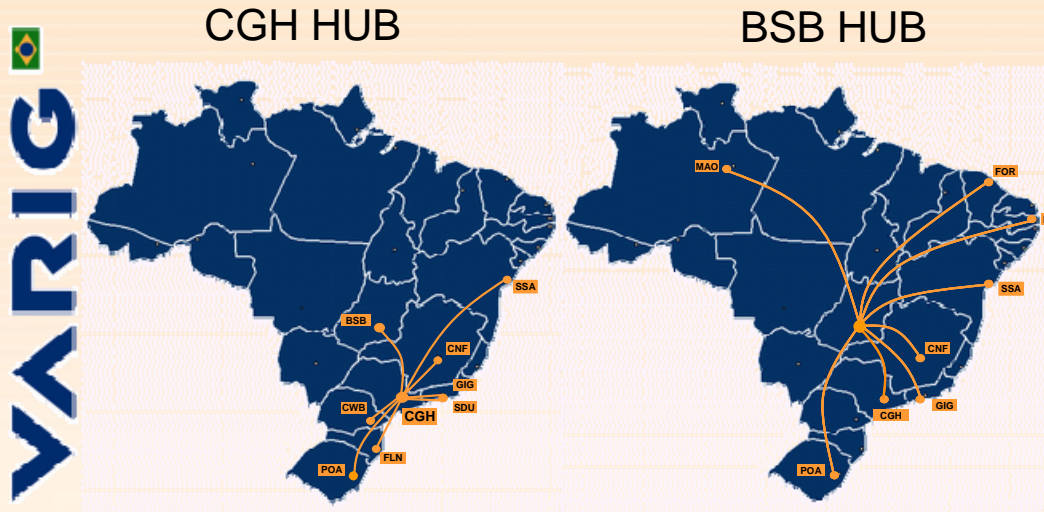 CGH HUB
BSB HUB
VARIG
SSA
BSB
CNF
GIG
CWB
SDU
CGH
FLN
POA
MAO
FOR
SSA
CNF
CGH
GIG
POA